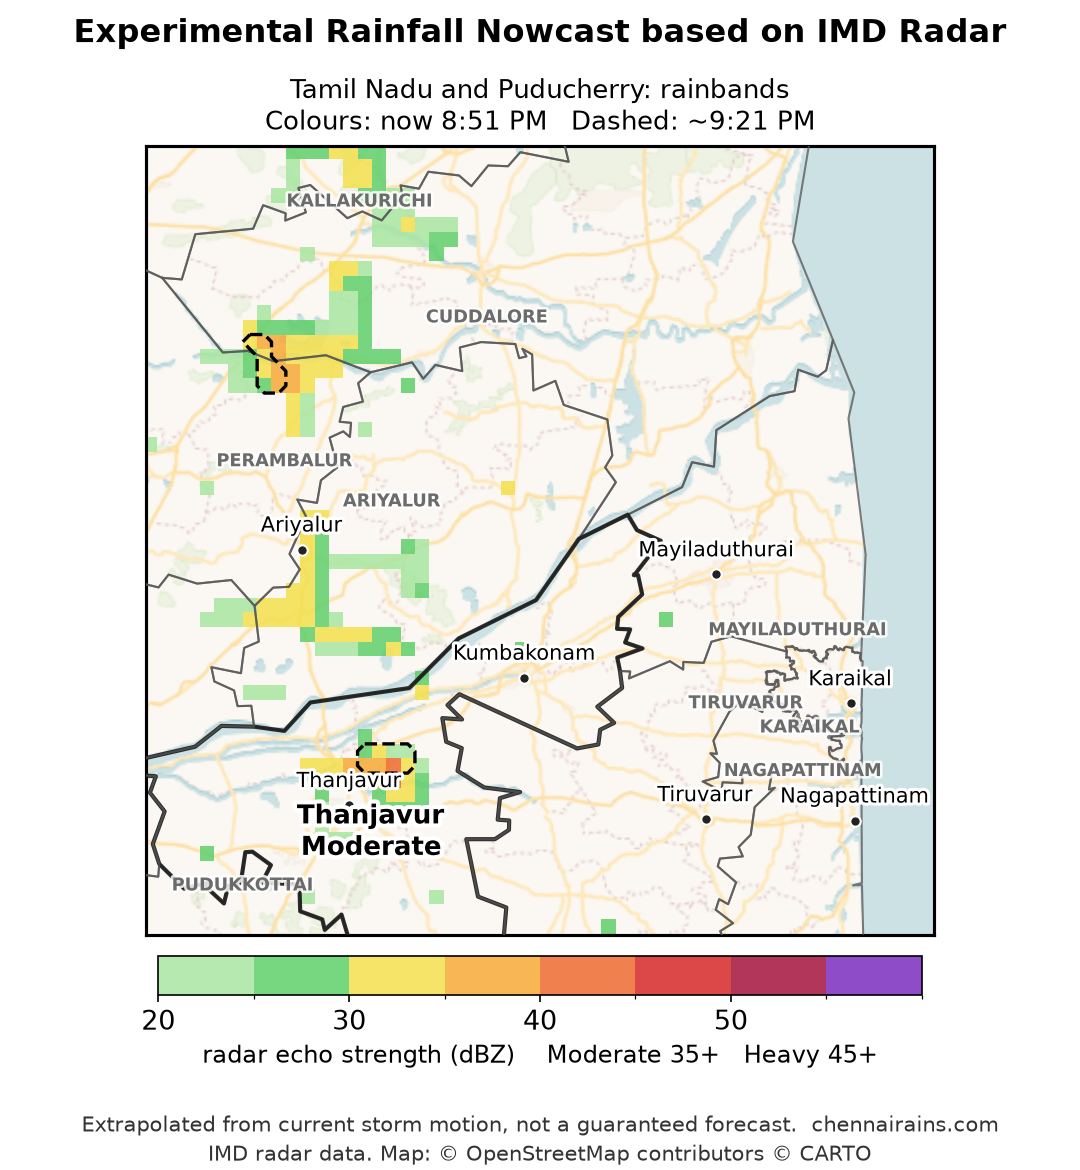 Experimental Rainfall Nowcast based on IMD Radar
Tamil Nadu and Puducherry: rainbands
Colours: now 8:51 PM   Dashed: ~9:21 PM
KALLAKURICHI
CUDDALORE
PERAMBALUR
ARIYALUR
Ariyalur
Mayiladuthurai
MAYILADUTHURAI
Kumbakonam
Karaikal
TIRUVARUR
KARAIKAL
NAGAPATTINAM
Thanjavur
Tiruvarur
Nagapattinam
Thanjavur
Moderate
PUDUKKOTTAI
20 30 40 50
radar echo strength (dBZ)    Moderate 35+   Heavy 45+
Extrapolated from current storm motion, not a guaranteed forecast.  chennairains.com
IMD radar data. Map: © OpenStreetMap contributors © CARTO